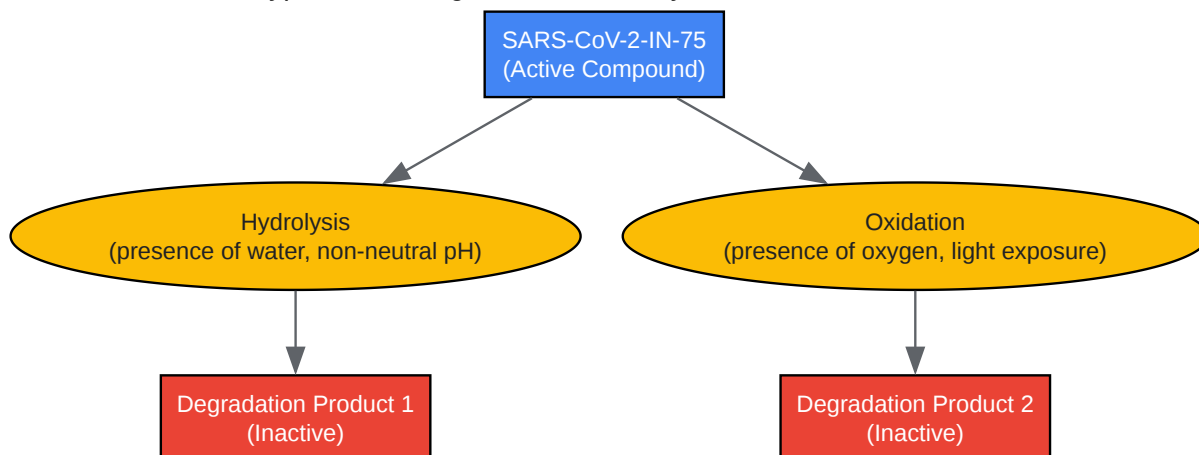 SARS-CoV-2-IN-75
(Active Compound)
Hydrolysis
(presence of water, non-neutral pH)
Oxidation
(presence of oxygen, light exposure)
Degradation Product 1
(Inactive)
Degradation Product 2
(Inactive)